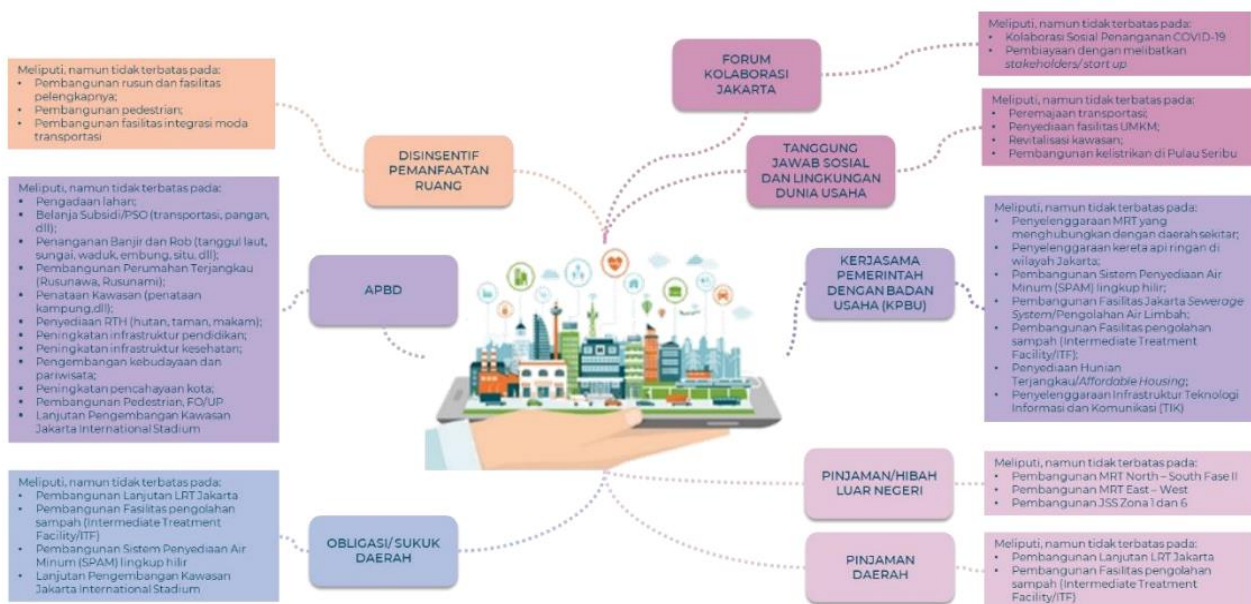 Meliputi, namun tidak terbatas pada:
• Pembangunan rusun dan fasilitas
pelengkapnya;
• Pembangunan pedestrian;
• Pembangunan fasilitas integrasi moda
transportasi
DISINSENTIF
PEMANFAATAN
RUANG
Meliputi, namun tidak terbatas pada:
• Pengadaan lahan;
• Belanja Subsidi/PSO (transportasi, pangan,
dll);
• Penanganan Banjir dan Rob (tanggul laut,
sungai, waduk, embung, situ, dll);
• Pembangunan Perumahan Terjangkau
(Rusunawa, Rusunami);
• Penataan Kawasan (penataan
kampung,dll);
• Penyediaan RTH (hutan, taman, makam);
• Peningkatan infrastruktur pendidikan;
• Peningkatan infrastruktur kesehatan;
• Pengembangan kebudayaan dan
pariwisata;
• Peningkatan pencahayaan kota;
• Pembangunan Pedestrian, FO/UP
• Lanjutan Pengembangan Kawasan
Jakarta International Stadium
APBD
Meliputi, namun tidak terbatas pada:
• Pembangunan Lanjutan LRT Jakarta
• Pembangunan Fasilitas pengolahan
sampah (Intermediate Treatment
Facility/ITF)
• Pembangunan Sistem Penyediaan Air
Minum (SPAM) lingkup hilir
• Lanjutan Pengembangan Kawasan
Jakarta International Stadium
OBLIGASI/ SUKUK
DAERAH
FORUM
KOLABORASI
JAKARTA
Meliputi, namun tidak terbatas pada:
• Kolaborasi Sosial Penanganan COVID-19
• Pembiayaan dengan melibatkan
stakeholders/ start up
TANGGUNG
JAWAB SOSIAL
DAN LINGKUNGAN
DUNIA USAHA
Meliputi, namun tidak terbatas pada:
• Peremajaan transportasi;
• Penyediaan fasilitas UMKM;
• Revitalisasi kawasan;
• Pembangunan kelistrikan di Pulau Seribu
KERJASAMA
PEMERINTAH
DENGAN BADAN
USAHA (KPBU)
Meliputi, namun tidak terbatas pada:
• Penyelenggaraan MRT yang
menghubungkan dengan daerah sekitar;
• Penyelenggaraan kereta api ringan di
wilayah Jakarta;
• Pembangunan Sistem Penyediaan Air
Minum (SPAM) lingkup hilir;
• Pembangunan Fasilitas Jakarta Sewerage
System/Pengolahan Air Limbah;
• Pembangunan Fasilitas pengolahan
sampah (Intermediate Treatment
Facility/ITF);
• Penyediaan Hunian
Terjangkau/Affordable Housing;
• Penyelenggaraan Infrastruktur Teknologi
Informasi dan Komunikasi (TIK)
PINJAMAN/HIBAH
LUAR NEGERI
Meliputi, namun tidak terbatas pada:
• Pembangunan MRT North – South Fase II
• Pembangunan MRT East – West
• Pembangunan JSS Zona 1 dan 6
PINJAMAN
DAERAH
Meliputi, namun tidak terbatas pada:
• Pembangunan Lanjutan LRT Jakarta
• Pembangunan Fasilitas pengolahan
sampah (Intermediate Treatment
Facility/ITF)